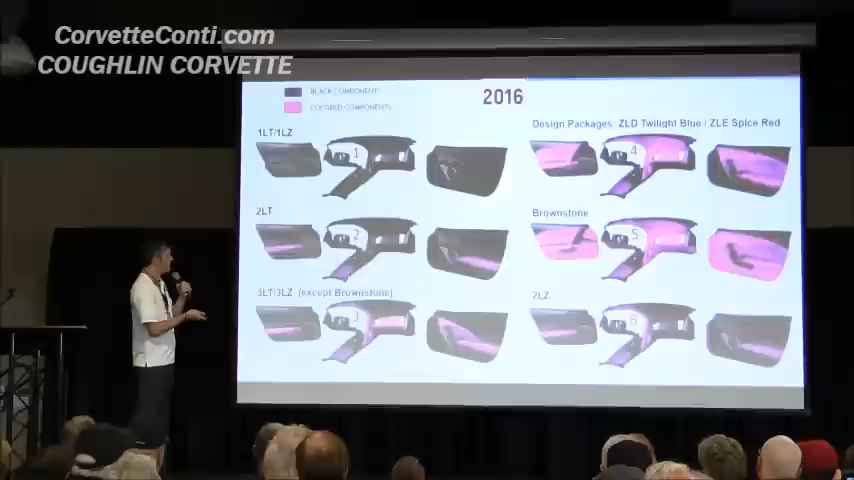 CorvetteConti.com
COUGHLIN CORVETTE
2016
BLACK COMPONENTS
COLORED COMPONENTS
1LT/1LZ
1
2LT
2
3LT/3LZ (except Brownstone)
3
Design Packages: ZLD Twilight Blue / ZLE Spice Red
4
Brownstone
5
2LZ
6